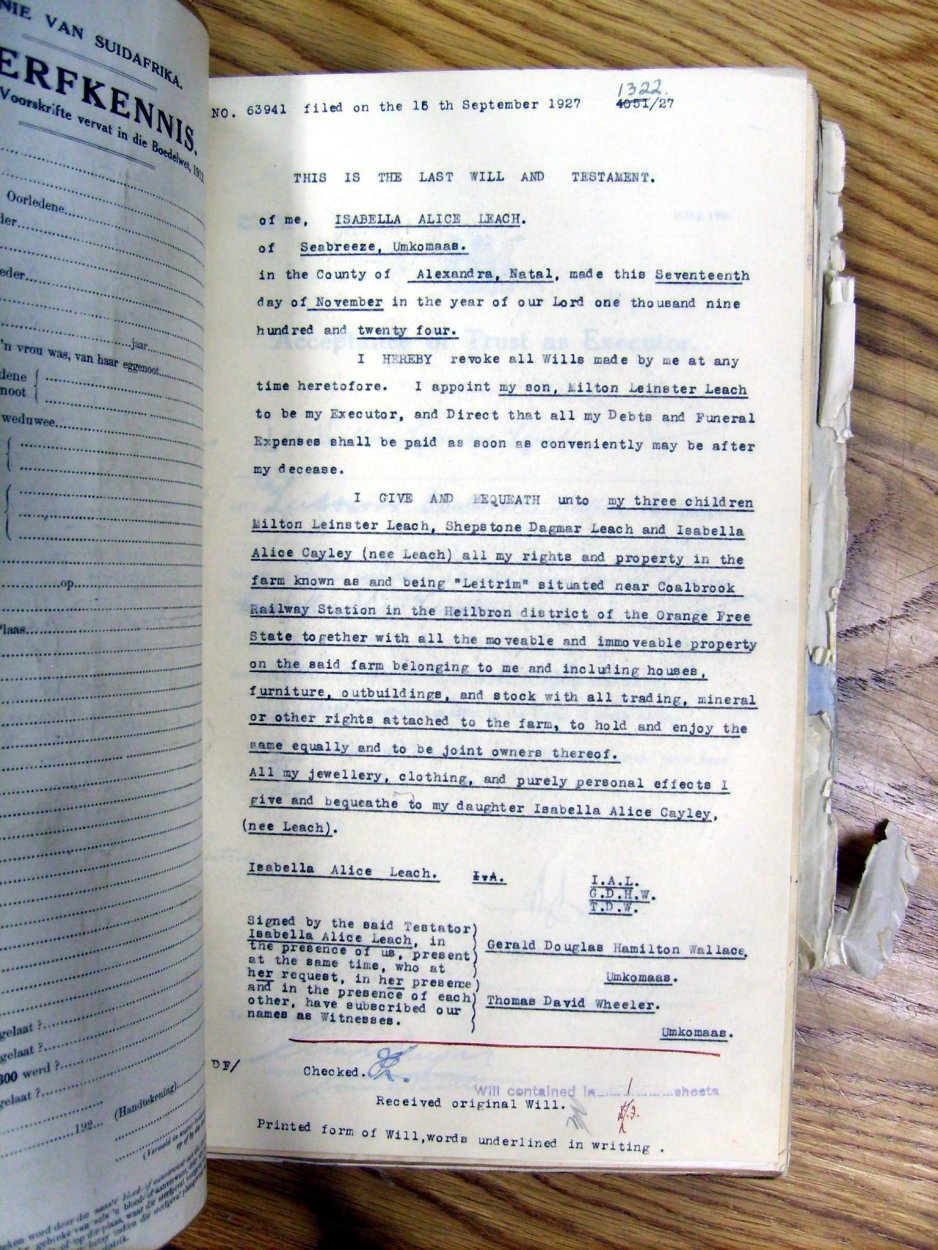 NIE VAN SUIDAFRIKA.
ERFKENNIS.
Voorskrifte vervat in die Boedelwet, 1913
Oorledene
jaar
'n vrou was, van haar eggenoot
weduwee
op
Plaas
gelaat ?
gelaat ?
300 werd ?
gelaat ?
(Handtekening)
192
1322.
NO. 63941 filed on the 15 th September 1927 4051/27
THIS IS THE LAST WILL AND TESTAMENT.
of me, ISABELLA ALICE LEACH.
of Seabreeze, Umkomaas.
in the County of Alexandra, Natal, made this Seventeenth
day of November in the year of our Lord one thousand nine
hundred and twenty four.
Acceptance of Trust as Executor.
I HEREBY revoke all Wills made by me at any
time heretofore. I appoint my son, Milton Leinster Leach
to be my Executor, and Direct that all my Debts and Funeral
Expenses shall be paid as soon as conveniently may be after
my decease.
I GIVE AND BEQUEATH unto my three children
Milton Leinster Leach, Shepstone Dagmar Leach and Isabella
Alice Cayley (nee Leach) all my rights and property in the
farm known as and being "Leitrim" situated near Coalbrook
Railway Station in the Heilbron district of the Orange Free
State together with all the moveable and immoveable property
on the said farm belonging to me and including houses,
furniture, outbuildings, and stock with all trading, mineral
or other rights attached to the farm, to hold and enjoy the
same equally and to be joint owners thereof.
All my jewellery, clothing, and purely personal effects I
give and bequeathe to my daughter Isabella Alice Cayley,
(nee Leach).
Isabella Alice Leach. I.A. I.A.L.
G.D.H.W.
T.D.W.
Signed by the said Testator)
Isabella Alice Leach, in
the presence of us, present
at the same time, who at
her request, in her presence)
and in the presence of each)
other, have subscribed our
names as Witnesses.
Gerald Douglas Hamilton Wallace.
Umkomaas.
Thomas David Wheeler.
Umkomaas.
DF/
Checked.
Will contained in 1 sheets
Received original Will.
Printed form of Will,words underlined in writing .